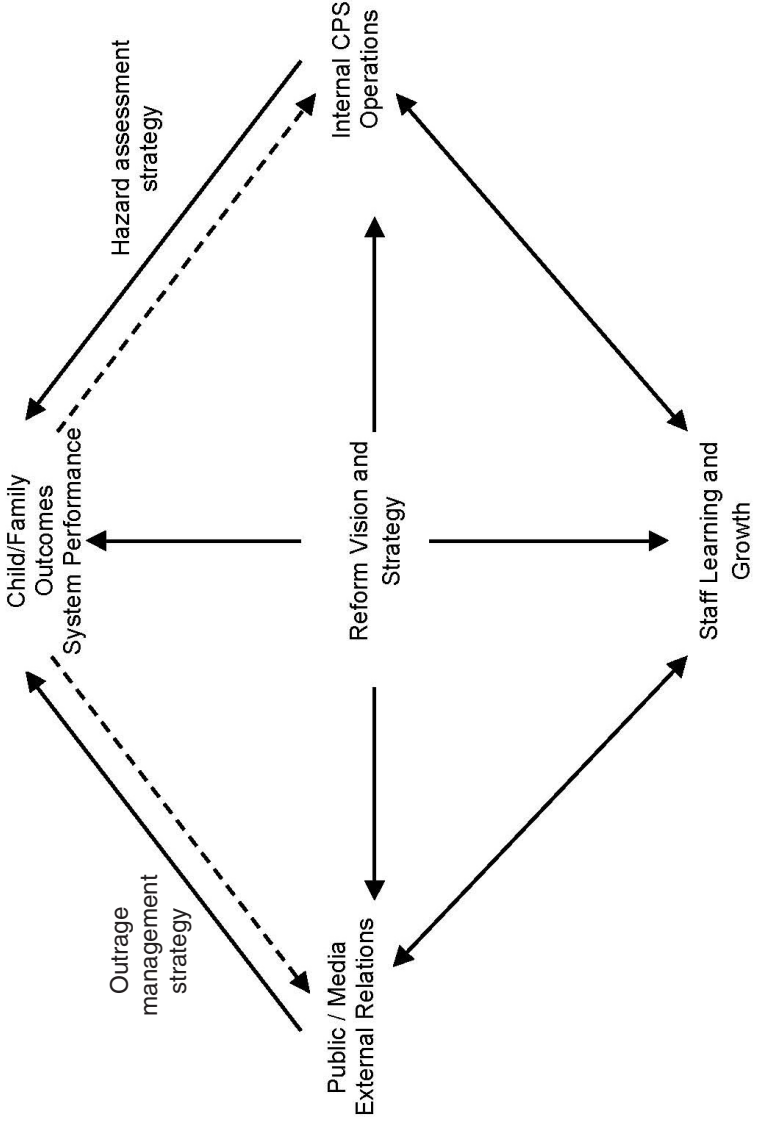 Child/Family
Outcomes
System Performance
Outrage
management
strategy
Hazard assessment
strategy
Public / Media
External Relations
Reform Vision and
Strategy
Internal CPS
Operations
Staff Learning and
Growth